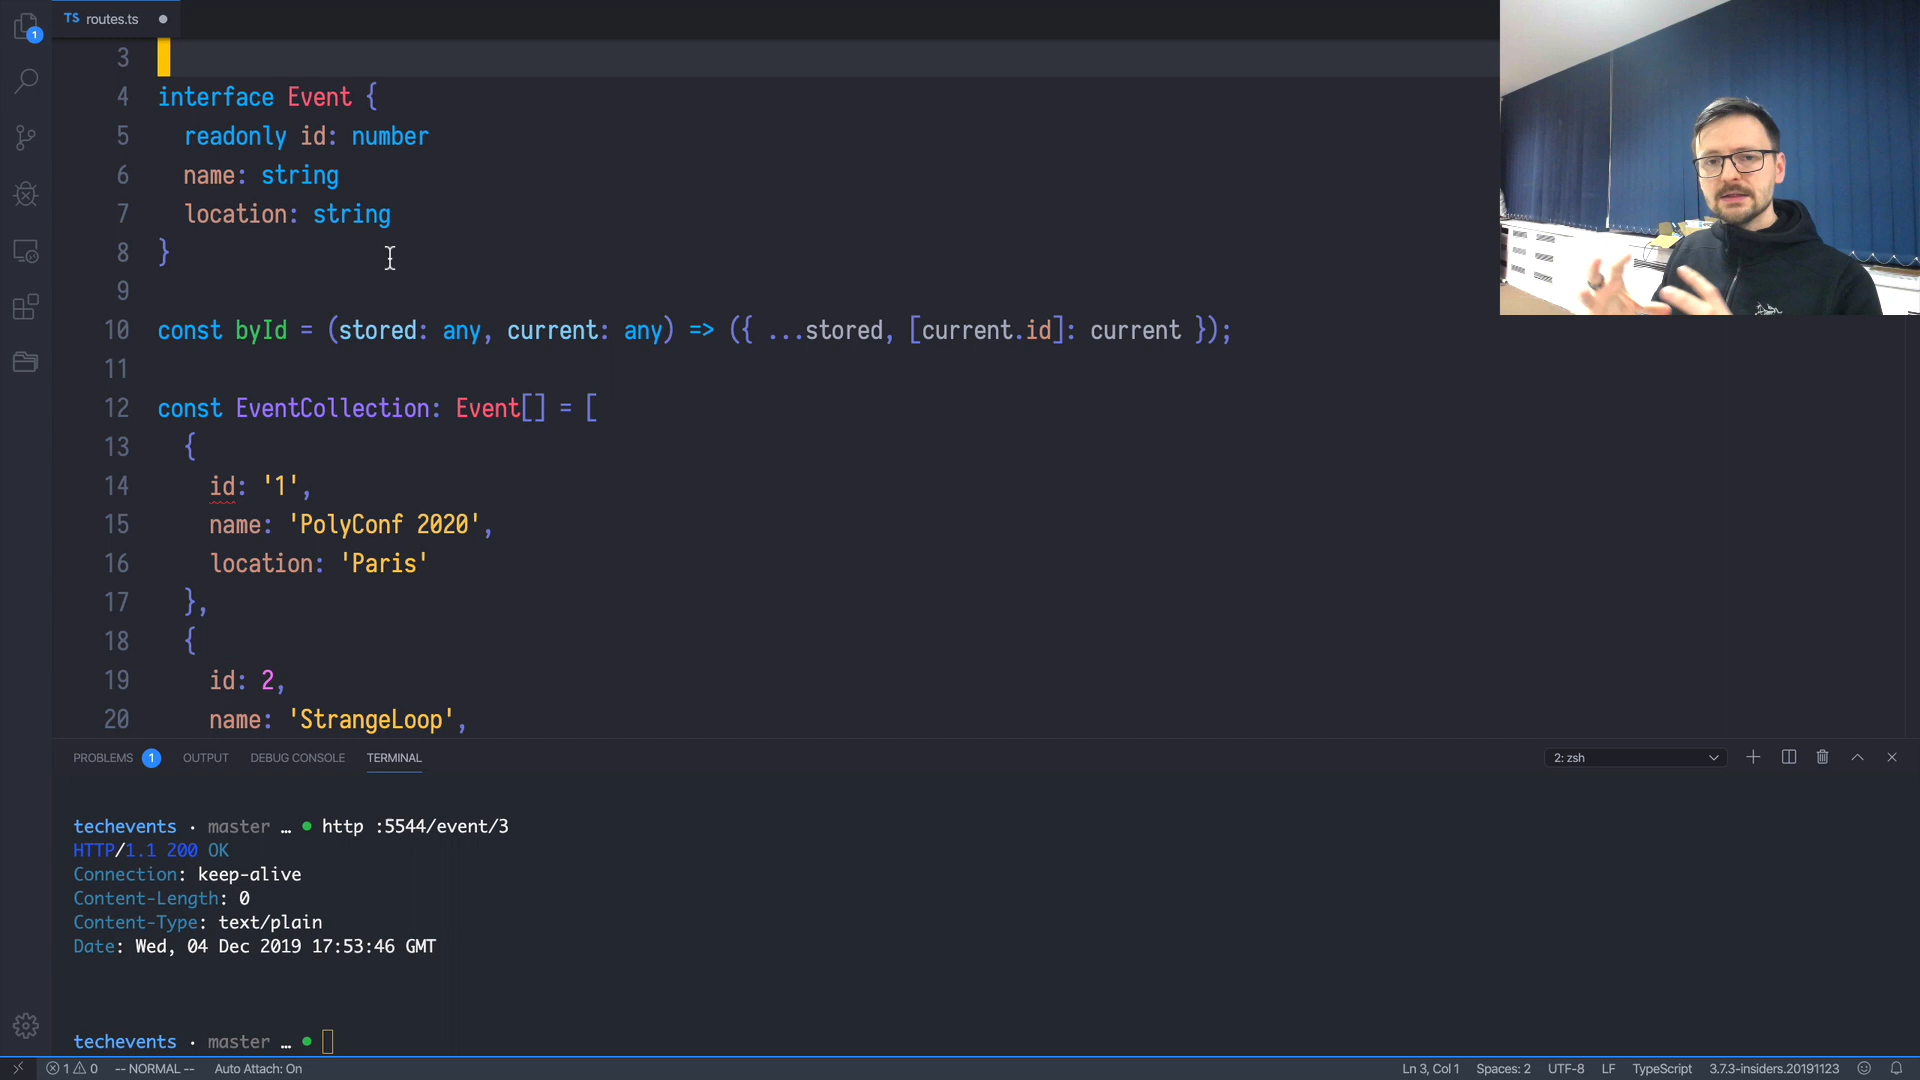 1
TS routes.ts
3
4 interface Event {
5 readonly id: number
6 name: string
7 location: string
8 }
9
10 const byId = (stored: any, current: any) => ({ ...stored, [current.id]: current });
11
12 const EventCollection: Event[] = [
13 {
14 id: '1',
15 name: 'PolyConf 2020',
16 location: 'Paris'
17 },
18 {
19 id: 2,
20 name: 'StrangeLoop',
PROBLEMS 1 OUTPUT DEBUG CONSOLE TERMINAL 2: zsh
techevents · master … ● http :5544/event/3
HTTP/1.1 200 OK
Connection: keep-alive
Content-Length: 0
Content-Type: text/plain
Date: Wed, 04 Dec 2019 17:53:46 GMT
techevents · master … ●
1 0 -- NORMAL -- Auto Attach: On Ln 3, Col 1 Spaces: 2 UTF-8 LF TypeScript 3.7.3-insiders.20191123